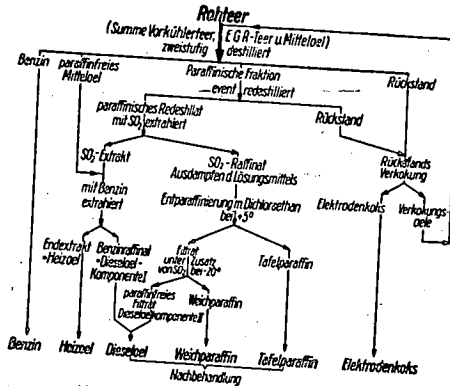 Rohteer
(Summe Vorkühlerteer, E G R-Teer u. Mitteloel)
zweistufig destilliert
Benzin
paraffinfreies
Mitteloel
Paraffinische Fraktion
event. redestilliert
Rückstand
paraffinisches Redestillat
mit SO₂ extrahiert
Rückstand
SO₂-Extrakt
SO₂-Raffinat
Ausdampfen d. Lösungsmittels
Rückstands
Verkokung
mit Benzin
extrahiert
Entparaffinierung im Dichloraethan
bei +5°
Elektrodenkoks
Verkokungs-
oele
Endextrakt
=Heizoel
Benzinraffinat
=Dieseloel-
Komponente I
Filtrat
unter Zusatz
von SO₂ bei -20°
Tafelparaffin
paraffinfreies
Filtrat
Dieseloelkomponente II
Weichparaffin
Benzin
Heizoel
Dieseloel
Weichparaffin
Tafelparaffin
Elektrodenkoks
Nachbehandlung